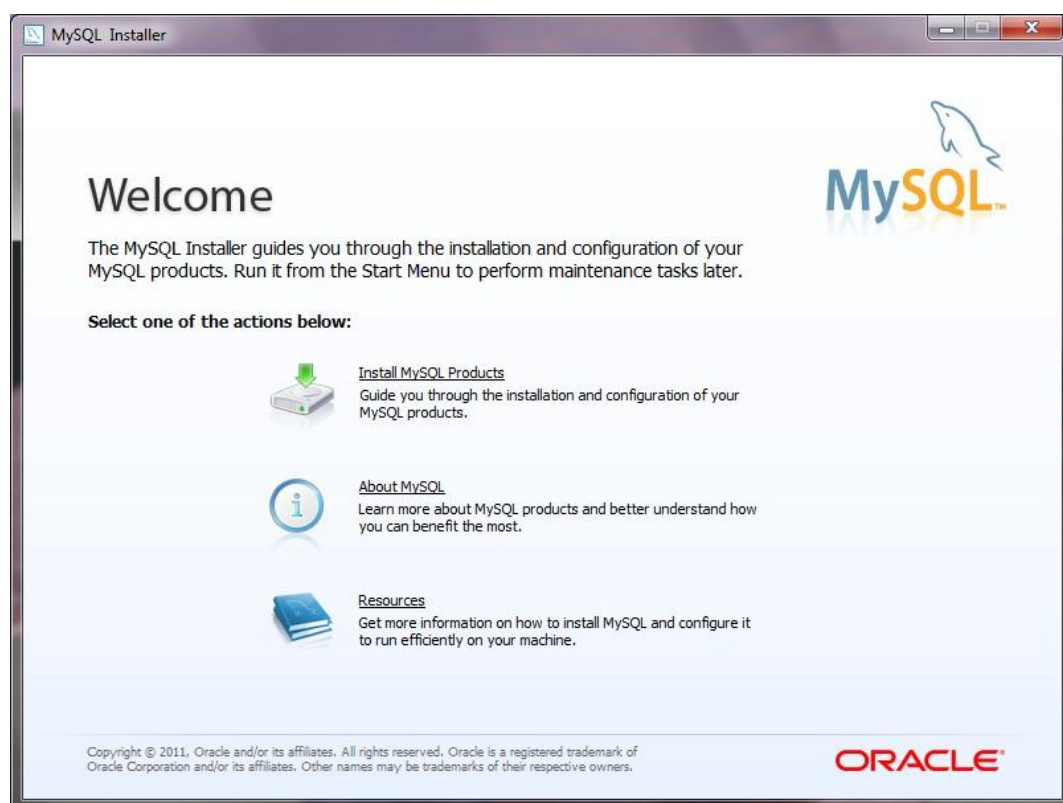 MySQL Installer
MySQL™
Welcome
The MySQL Installer guides you through the installation and configuration of your
MySQL products. Run it from the Start Menu to perform maintenance tasks later.
Select one of the actions below:
Install MySQL Products
Guide you through the installation and configuration of your
MySQL products.
About MySQL
Learn more about MySQL products and better understand how
you can benefit the most.
Resources
Get more information on how to install MySQL and configure it
to run efficiently on your machine.
Copyright © 2011, Oracle and/or its affiliates. All rights reserved. Oracle is a registered trademark of
Oracle Corporation and/or its affiliates. Other names may be trademarks of their respective owners.
ORACLE®